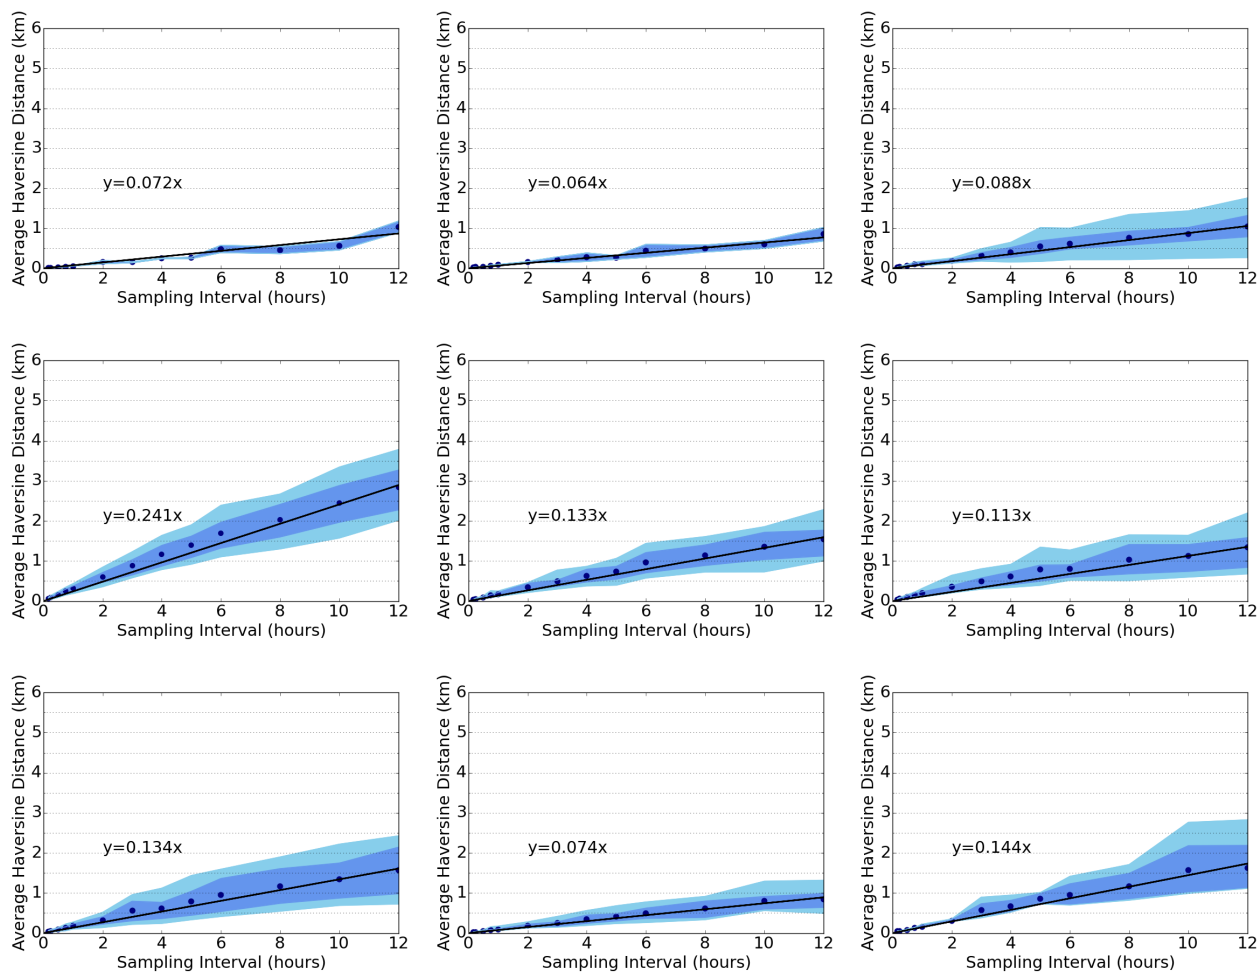 6
5
4
3
2
1
0
Average Haversine Distance (km)
y=0.072x
0 2 4 6 8 10 12
Sampling Interval (hours)
6
5
4
3
2
1
0
Average Haversine Distance (km)
y=0.064x
0 2 4 6 8 10 12
Sampling Interval (hours)
6
5
4
3
2
1
0
Average Haversine Distance (km)
y=0.088x
0 2 4 6 8 10 12
Sampling Interval (hours)
6
5
4
3
2
1
0
Average Haversine Distance (km)
y=0.241x
0 2 4 6 8 10 12
Sampling Interval (hours)
6
5
4
3
2
1
0
Average Haversine Distance (km)
y=0.133x
0 2 4 6 8 10 12
Sampling Interval (hours)
6
5
4
3
2
1
0
Average Haversine Distance (km)
y=0.113x
0 2 4 6 8 10 12
Sampling Interval (hours)
6
5
4
3
2
1
0
Average Haversine Distance (km)
y=0.134x
0 2 4 6 8 10 12
Sampling Interval (hours)
6
5
4
3
2
1
0
Average Haversine Distance (km)
y=0.074x
0 2 4 6 8 10 12
Sampling Interval (hours)
6
5
4
3
2
1
0
Average Haversine Distance (km)
y=0.144x
0 2 4 6 8 10 12
Sampling Interval (hours)